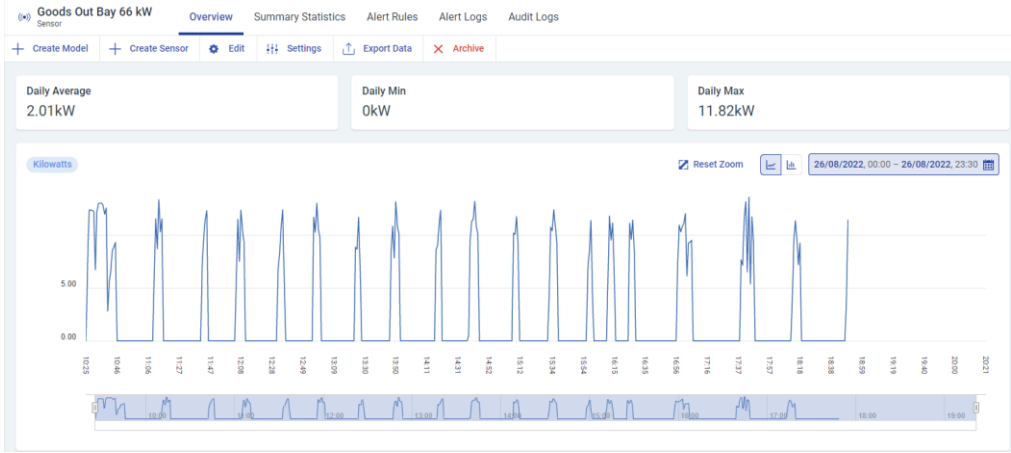 Goods Out Bay 66 kW
Sensor
Overview
Summary Statistics
Alert Rules
Alert Logs
Audit Logs
Create Model
Create Sensor
Edit
Settings
Export Data
Archive
Daily Average
2.01kW
Daily Min
0kW
Daily Max
11.82kW
Kilowatts
Reset Zoom
26/08/2022, 00:00 – 26/08/2022, 23:30
5.00
0.00
10:25 10:46 11:06 11:27 11:47 12:08 12:28 12:49 13:09 13:30 13:50 14:11 14:31 14:52 15:12 15:34 15:54 16:15 16:35 16:56 17:16 17:37 17:57 18:18 18:38 18:59 19:19 19:40 20:00 20:21
10:00 11:00 12:00 13:00 14:00 15:00 16:00 17:00 18:00 19:00